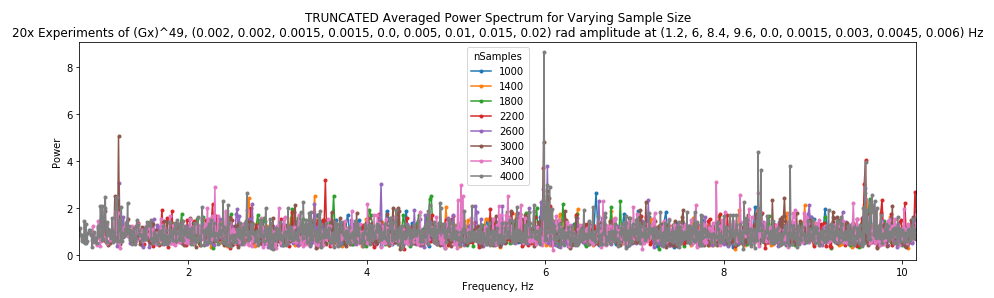 TRUNCATED Averaged Power Spectrum for Varying Sample Size
20x Experiments of (Gx)^49, (0.002, 0.002, 0.0015, 0.0015, 0.0, 0.005, 0.01, 0.015, 0.02) rad amplitude at (1.2, 6, 8.4, 9.6, 0.0, 0.0015, 0.003, 0.0045, 0.006) Hz
nSamples
1000
1400
1800
2200
2600
3000
3400
4000
8
6
4
2
0
Power
2 4 6 8 10
Frequency, Hz